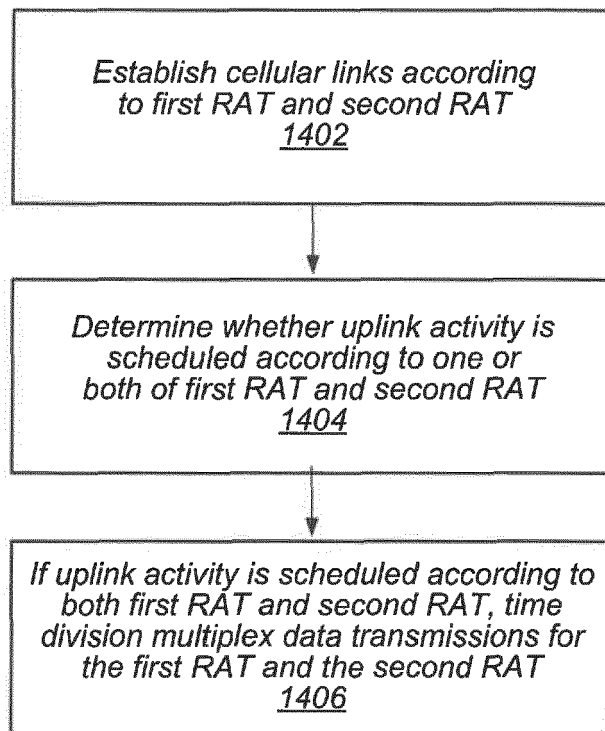 Establish cellular links according
to first RAT and second RAT
1402
Determine whether uplink activity is
scheduled according to one or
both of first RAT and second RAT
1404
If uplink activity is scheduled according to
both first RAT and second RAT, time
division multiplex data transmissions for
the first RAT and the second RAT
1406